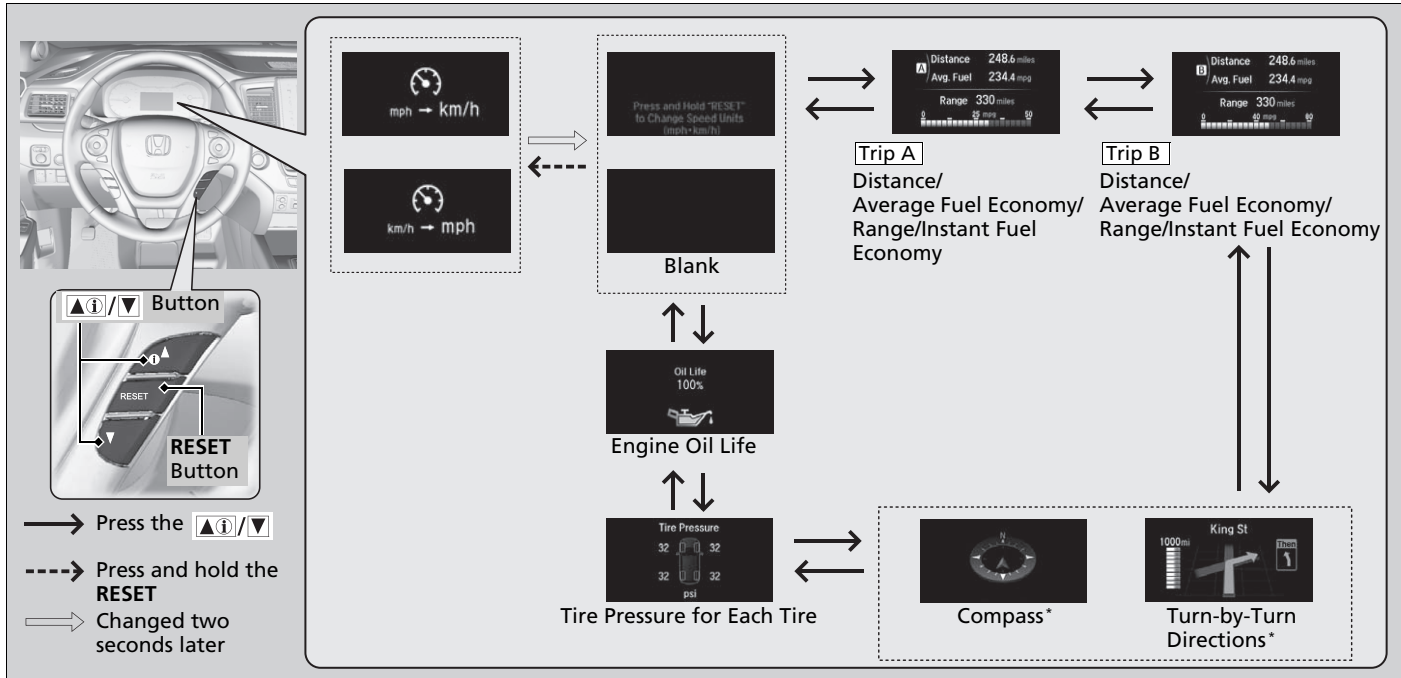 mph → km/h
km/h → mph
Press and Hold "RESET"
to Change Speed Units
(mph•km/h)
Blank
A
Distance 248.6 miles
Avg. Fuel 234.4 mpg
Range 330 miles
0 25 mpg 50
Trip A
Distance/
Average Fuel Economy/
Range/Instant Fuel
Economy
B
Distance 248.6 miles
Avg. Fuel 234.4 mpg
Range 330 miles
0 40 mpg 80
Trip B
Distance/
Average Fuel Economy/
Range/Instant Fuel Economy
▲ⓘ/▼ Button
i▲
RESET
▼
RESET
Button
Press the ▲ⓘ/▼
Press and hold the
RESET
Changed two
seconds later
Oil Life
100%
Engine Oil Life
Tire Pressure
32 32
32 32
psi
Tire Pressure for Each Tire
N
Compass*
King St
1000mi
Then
Turn-by-Turn
Directions*